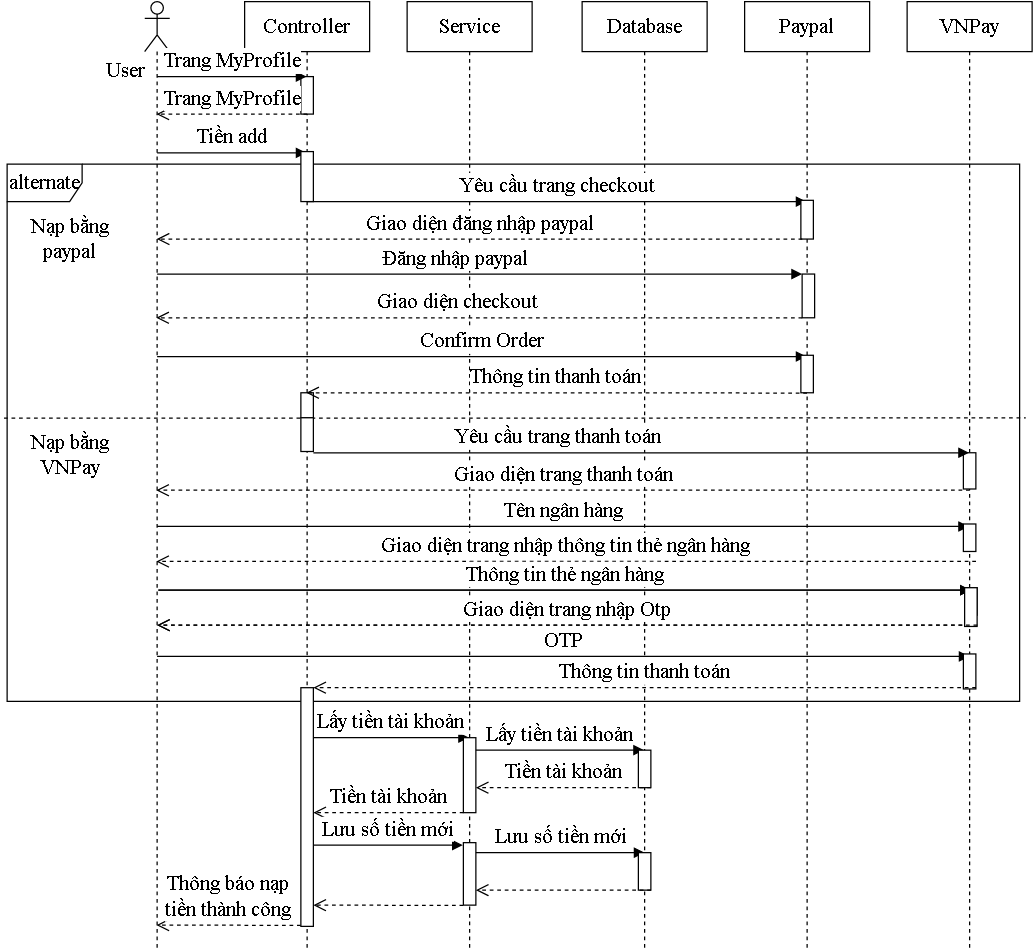 Controller
Service
Database
Paypal
VNPay
User
Trang MyProfile
Trang MyProfile
Tiền add
alternate
Yêu cầu trang checkout
Nạp bằng
paypal
Giao diện đăng nhập paypal
Đăng nhập paypal
Giao diện checkout
Confirm Order
Thông tin thanh toán
Nạp bằng
VNPay
Yêu cầu trang thanh toán
Giao diện trang thanh toán
Tên ngân hàng
Giao diện trang nhập thông tin thẻ ngân hàng
Thông tin thẻ ngân hàng
Giao diện trang nhập Otp
OTP
Thông tin thanh toán
Lấy tiền tài khoản
Lấy tiền tài khoản
Tiền tài khoản
Tiền tài khoản
Lưu số tiền mới
Lưu số tiền mới
Thông báo nạp
tiền thành công